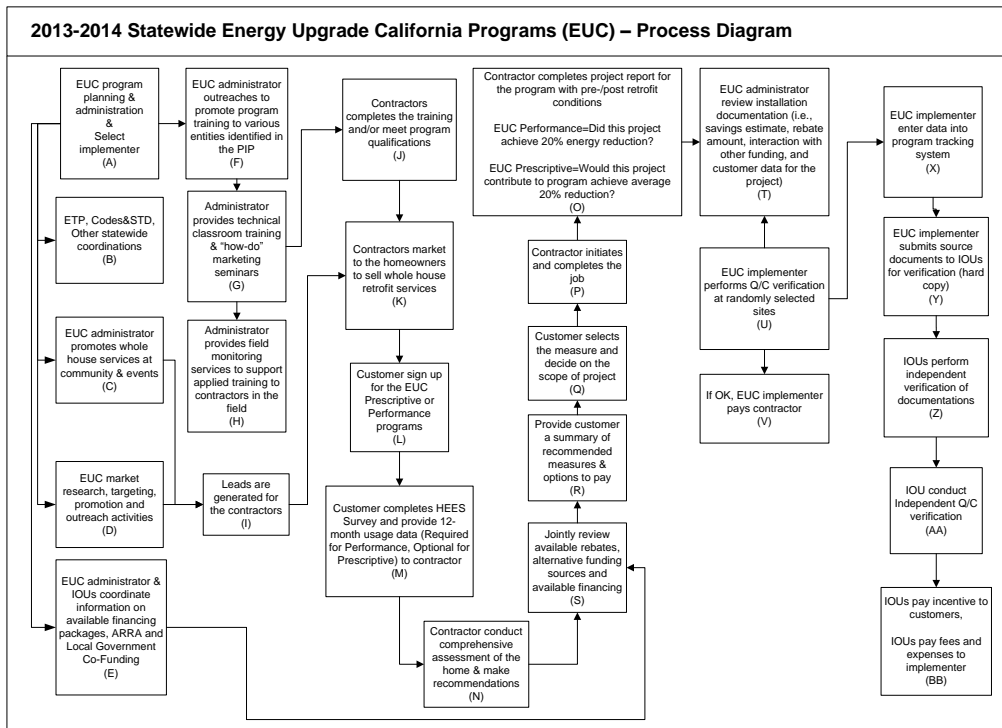 2013-2014 Statewide Energy Upgrade California Programs (EUC) – Process Diagram
EUC program
planning &
administration
&
Select
implementer
(A)
ETP, Codes&STD,
Other statewide
coordinations
(B)
EUC administrator
promotes whole
house services at
community & events
(C)
EUC market
research, targeting,
promotion and
outreach activities
(D)
EUC administrator &
IOUs coordinate
information on
available financing
packages, ARRA and
Local Government
Co-Funding
(E)
EUC administrator
outreaches to
promote program
training to various
entities identified in
the PIP
(F)
Administrator
provides technical
classroom training
& “how-do”
marketing
seminars
(G)
Administrator
provides field
monitoring
services to support
applied training to
contractors in the
field
(H)
Leads are
generated for
the contractors
(I)
Contractors
completes the training
and/or meet program
qualifications
(J)
Contractors market
to the homeowners
to sell whole house
retrofit services
(K)
Customer sign up
for the EUC
Prescriptive or
Performance
programs
(L)
Customer completes HEES
Survey and provide 12-
month usage data (Required
for Performance, Optional for
Prescriptive) to contractor
(M)
Contractor conduct
comprehensive
assessment of the
home & make
recommendations
(N)
Contractor completes project report for
the program with pre-/post retrofit
conditions
EUC Performance=Did this project
achieve 20% energy reduction?
EUC Prescriptive=Would this project
contribute to program achieve average
20% reduction?
(O)
Contractor initiates
and completes the
job
(P)
Customer selects
the measure and
decide on the
scope of project
(Q)
Provide customer
a summary of
recommended
measures &
options to pay
(R)
Jointly review
available rebates,
alternative funding
sources and
available financing
(S)
EUC administrator
review installation
documentation (i.e.,
savings estimate, rebate
amount, interaction with
other funding, and
customer data for the
project)
(T)
EUC implementer
performs Q/C verification
at randomly selected
sites
(U)
If OK, EUC implementer
pays contractor
(V)
EUC implementer
enter data into
program tracking
system
(X)
EUC implementer
submits source
documents to IOUs
for verification (hard
copy)
(Y)
IOUs perform
independent
verification of
documentations
(Z)
IOU conduct
Independent Q/C
verification
(AA)
IOUs pay incentive to
customers,
IOUs pay fees and
expenses to
implementer
(BB)